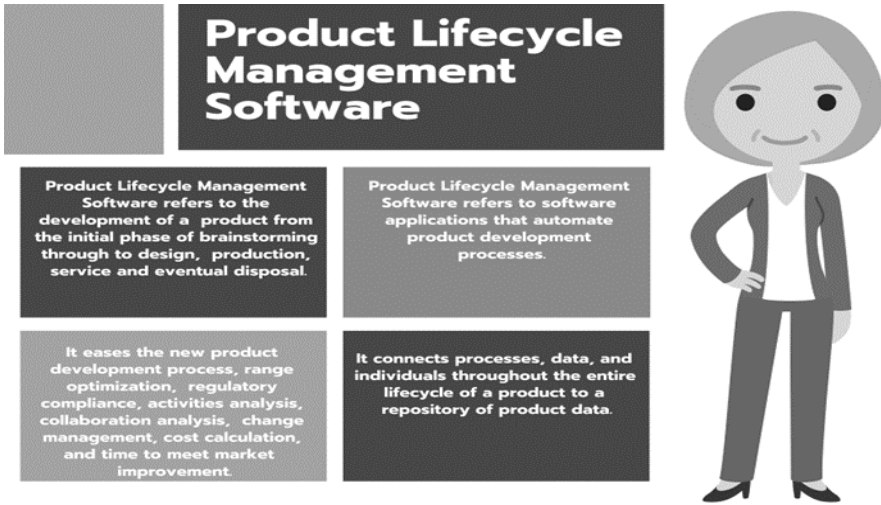 Product Lifecycle
Management
Software
Product Lifecycle Management
Software refers to the
development of a product from
the initial phase of brainstorming
through to design, production,
service and eventual disposal.
Product Lifecycle Management
Software refers to software
applications that automate
product development
processes.
It eases the new product
development process, range
optimization, regulatory
compliance, activities analysis,
collaboration analysis, change
management, cost calculation,
and time to meet market
improvement.
It connects processes, data, and
individuals throughout the entire
lifecycle of a product to a
repository of product data.